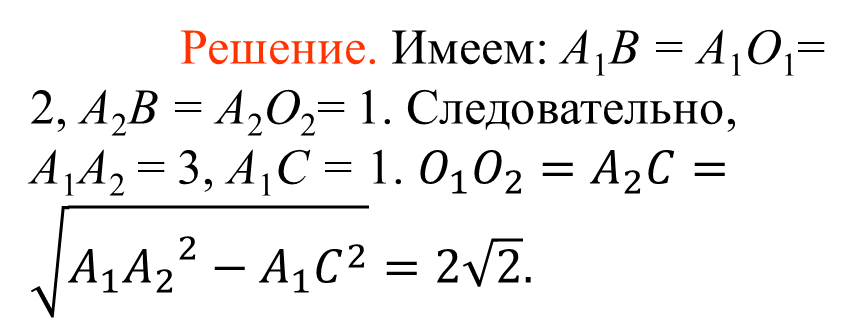 Решение. Имеем: A₁B = A₁O₁=
2, A₂B = A₂O₂= 1. Следовательно,
A₁A₂ = 3, A₁C = 1. O₁O₂ = A₂C =
√(A₁A₂² − A₁C²) = 2√2.